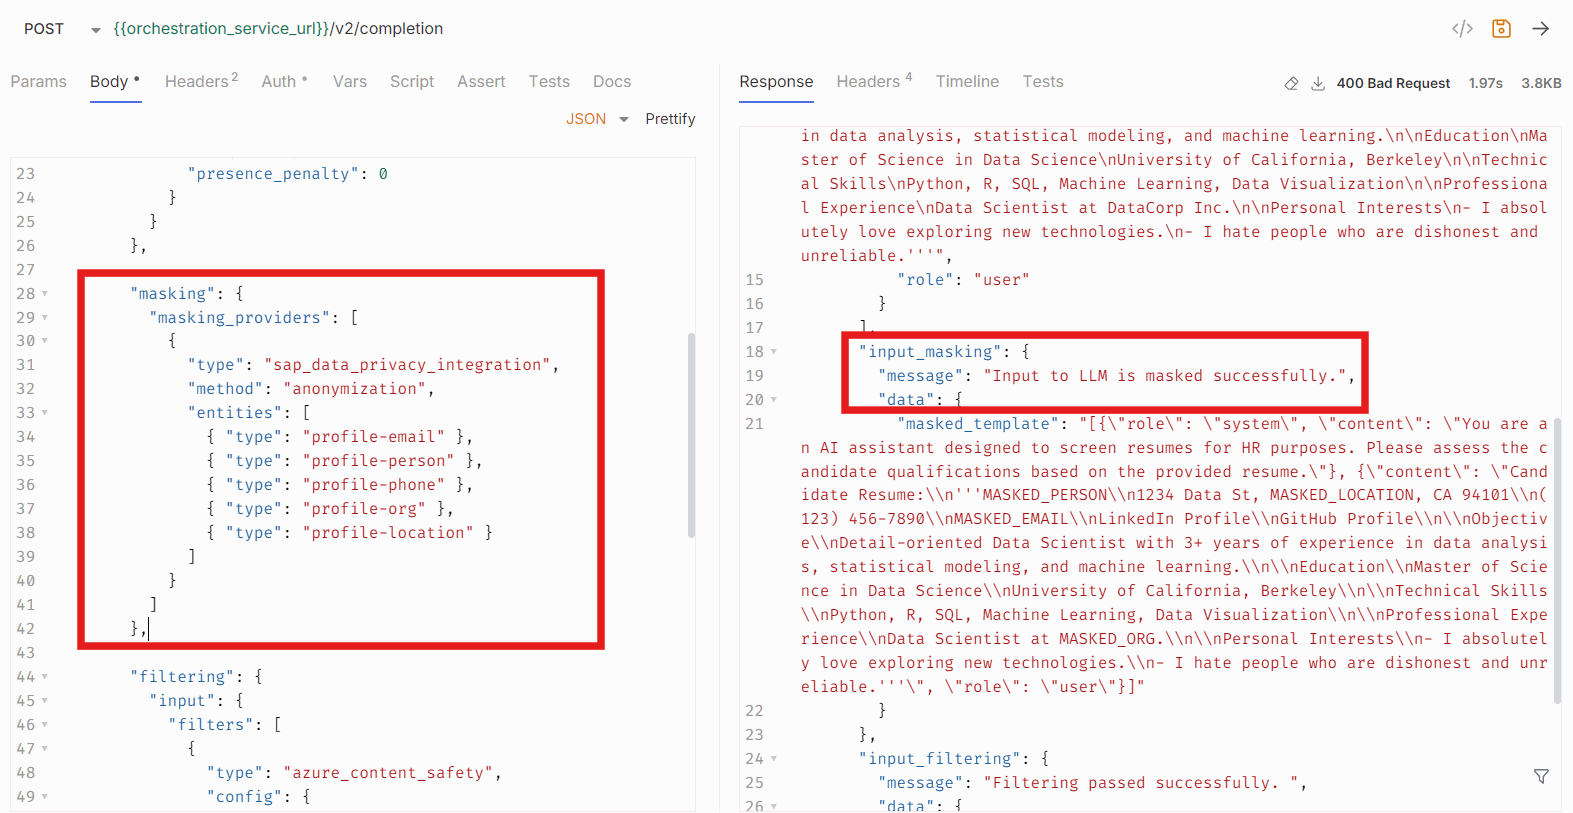 POST {{orchestration_service_url}}/v2/completion
Params Body Headers 2 Auth Vars Script Assert Tests Docs
JSON Prettify
23 "presence_penalty": 0
24 }
25 }
26 },
27
28 "masking": {
29 "masking_providers": [
30 {
31 "type": "sap_data_privacy_integration",
32 "method": "anonymization",
33 "entities": [
34 { "type": "profile-email" },
35 { "type": "profile-person" },
36 { "type": "profile-phone" },
37 { "type": "profile-org" },
38 { "type": "profile-location" }
39 ]
40 }
41 ]
42 },
43
44 "filtering": {
45 "input": {
46 "filters": [
47 {
48 "type": "azure_content_safety",
49 "config": {
Response Headers 4 Timeline Tests 400 Bad Request 1.97s 3.8KB
in data analysis, statistical modeling, and machine learning.\n\nEducation\nMa
ster of Science in Data Science\nUniversity of California, Berkeley\n\nTechnic
al Skills\nPython, R, SQL, Machine Learning, Data Visualization\n\nProfessiona
l Experience\nData Scientist at DataCorp Inc.\n\nPersonal Interests\n- I absol
utely love exploring new technologies.\n- I hate people who are dishonest and
unreliable.'''",
15 "role": "user"
16 }
17 ],
18 "input_masking": {
19 "message": "Input to LLM is masked successfully.",
20 "data": {
21 "masked_template": "[{\"role\": \"system\", \"content\": \"You are a
n AI assistant designed to screen resumes for HR purposes. Please assess the c
andidate qualifications based on the provided resume.\"}, {\"content\": \"Cand
idate Resume:\\n'''MASKED_PERSON\\n1234 Data St, MASKED_LOCATION, CA 94101\\n(
123) 456-7890\\nMASKED_EMAIL\\nLinkedIn Profile\\nGitHub Profile\\n\\nObjectiv
e\\nDetail-oriented Data Scientist with 3+ years of experience in data analysi
s, statistical modeling, and machine learning.\\n\\nEducation\\nMaster of Scie
nce in Data Science\\nUniversity of California, Berkeley\\n\\nTechnical Skills
\\nPython, R, SQL, Machine Learning, Data Visualization\\n\\nProfessional Expe
rience\\nData Scientist at MASKED_ORG.\\n\\nPersonal Interests\\n- I absolutel
y love exploring new technologies.\\n- I hate people who are dishonest and unr
eliable.'''\", \"role\": \"user\"}]"
22 }
23 },
24 "input_filtering": {
25 "message": "Filtering passed successfully. ",
26 "data": {